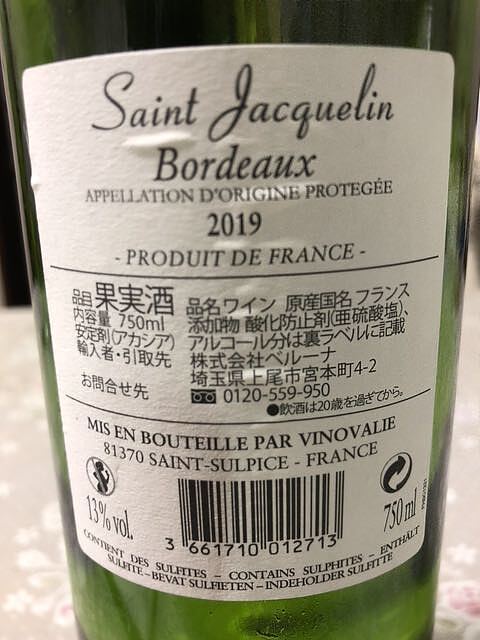 Saint Jacquelin
Bordeaux
APPELLATION D'ORIGINE PROTEGÉE
2019
- PRODUIT DE FRANCE -
品目 果実酒 品名 ワイン 原産国名 フランス
内容量 750ml 添加物 酸化防止剤(亜硫酸塩)、
安定剤(アカシア) アルコール分は裏ラベルに記載
輸入者・引取先 株式会社ベルーナ
埼玉県上尾市宮本町4-2
お問合せ先 0120-559-950
●飲酒は20歳を過ぎてから。
MIS EN BOUTEILLE PAR VINOVALIE
81370 SAINT-SULPICE - FRANCE
13% vol.
750 ml
3 661710 012713
CONTIENT DES SULFITES - CONTAINS SULPHITES - ENTHÄLT
SULFITE - BEVAT SULFIETEN - INDEHOLDER SULFITTE